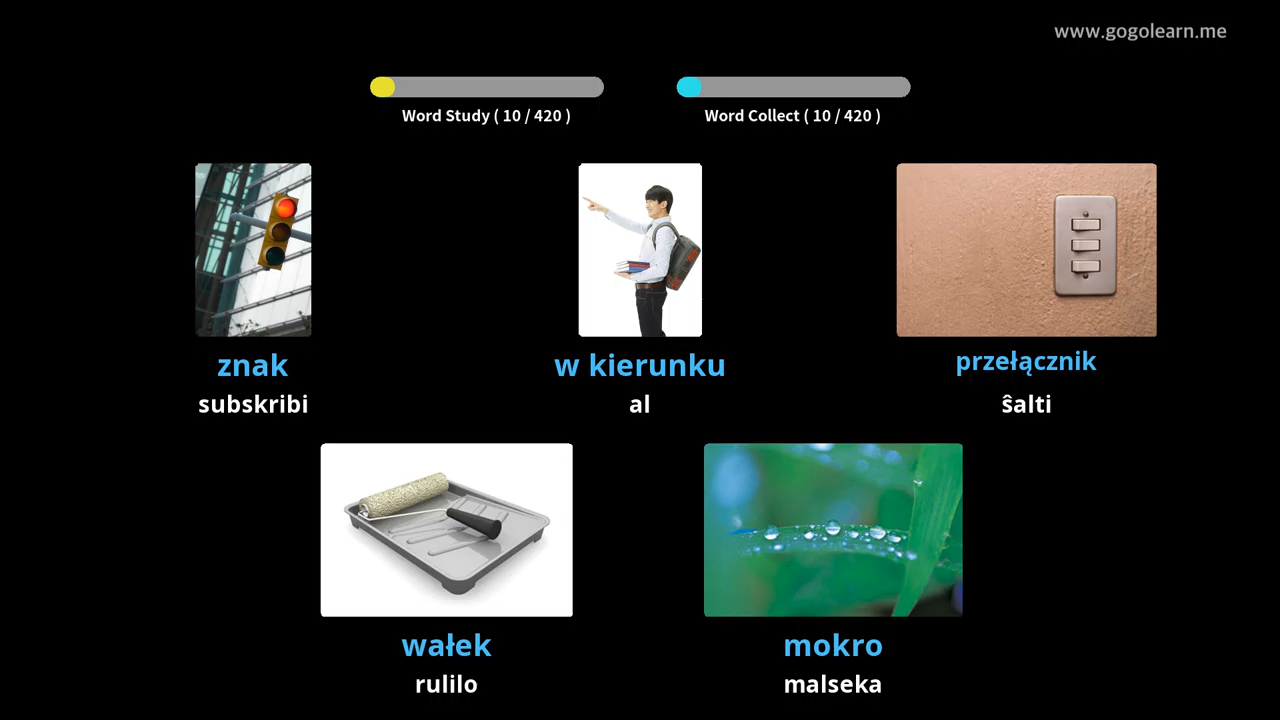 www.gogolearn.me
Word Study ( 10 / 420 )
Word Collect ( 10 / 420 )
znak
subskribi
w kierunku
al
przełącznik
ŝalti
wałek
rulilo
mokro
malseka